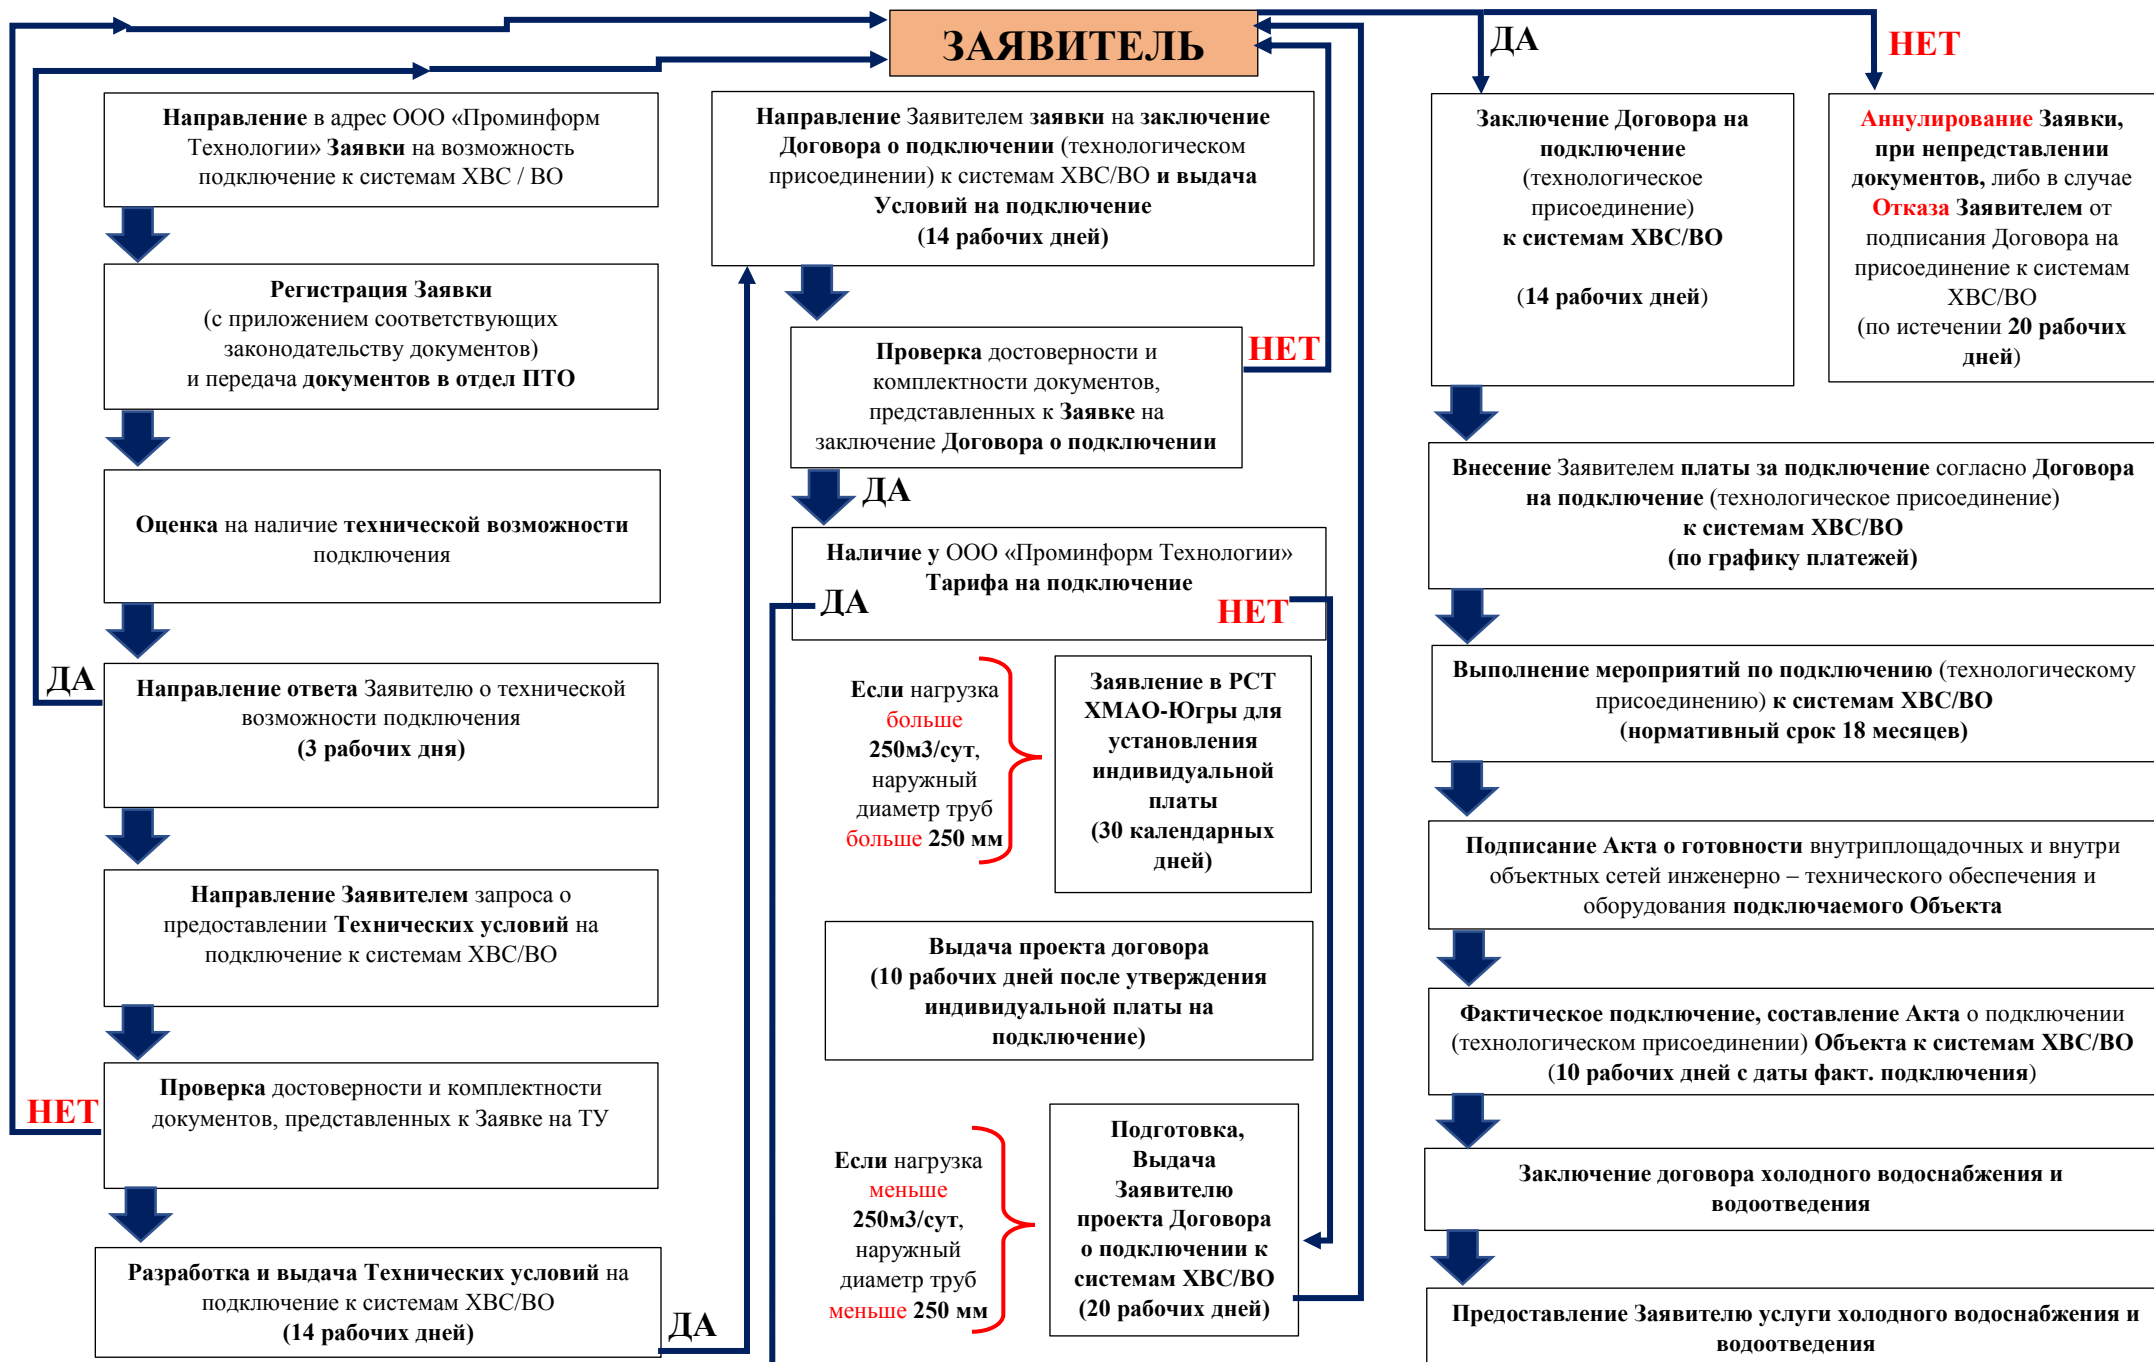 ЗАЯВИТЕЛЬ
ДА
НЕТ
Направление в адрес ООО «Проминформ
Технологии» Заявки на возможность
подключение к системам ХВС / ВО
Регистрация Заявки
(с приложением соответствующих
законодательству документов)
и передача документов в отдел ПТО
Оценка на наличие технической возможности
подключения
ДА
Направление ответа Заявителю о технической
возможности подключения
(3 рабочих дня)
Направление Заявителем запроса о
предоставлении Технических условий на
подключение к системам ХВС/ВО
НЕТ
Проверка достоверности и комплектности
документов, представленных к Заявке на ТУ
Разработка и выдача Технических условий на
подключение к системам ХВС/ВО
(14 рабочих дней)
ДА
Направление Заявителем заявки на заключение
Договора о подключении (технологическом
присоединении) к системам ХВС/ВО и выдача
Условий на подключение
(14 рабочих дней)
Проверка достоверности и
комплектности документов,
представленных к Заявке на
заключение Договора о подключении
НЕТ
ДА
Наличие у ООО «Проминформ Технологии»
Тарифа на подключение
ДА
НЕТ
Если нагрузка
больше
250м3/сут,
наружный
диаметр труб
больше 250 мм
Заявление в РСТ
ХМАО-Югры для
установления
индивидуальной
платы
(30 календарных
дней)
Выдача проекта договора
(10 рабочих дней после утверждения
индивидуальной платы на
подключение)
Если нагрузка
меньше
250м3/сут,
наружный
диаметр труб
меньше 250 мм
Подготовка,
Выдача
Заявителю
проекта Договора
о подключении к
системам ХВС/ВО
(20 рабочих дней)
Заключение Договора на
подключение
(технологическое
присоединение)
к системам ХВС/ВО
(14 рабочих дней)
Аннулирование Заявки,
при непредставлении
документов, либо в случае
Отказа Заявителем от
подписания Договора на
присоединение к системам
ХВС/ВО
(по истечении 20 рабочих
дней)
Внесение Заявителем платы за подключение согласно Договора
на подключение (технологическое присоединение)
к системам ХВС/ВО
(по графику платежей)
Выполнение мероприятий по подключению (технологическому
присоединению) к системам ХВС/ВО
(нормативный срок 18 месяцев)
Подписание Акта о готовности внутриплощадочных и внутри
объектных сетей инженерно – технического обеспечения и
оборудования подключаемого Объекта
Фактическое подключение, составление Акта о подключении
(технологическом присоединении) Объекта к системам ХВС/ВО
(10 рабочих дней с даты факт. подключения)
Заключение договора холодного водоснабжения и
водоотведения
Предоставление Заявителю услуги холодного водоснабжения и
водоотведения